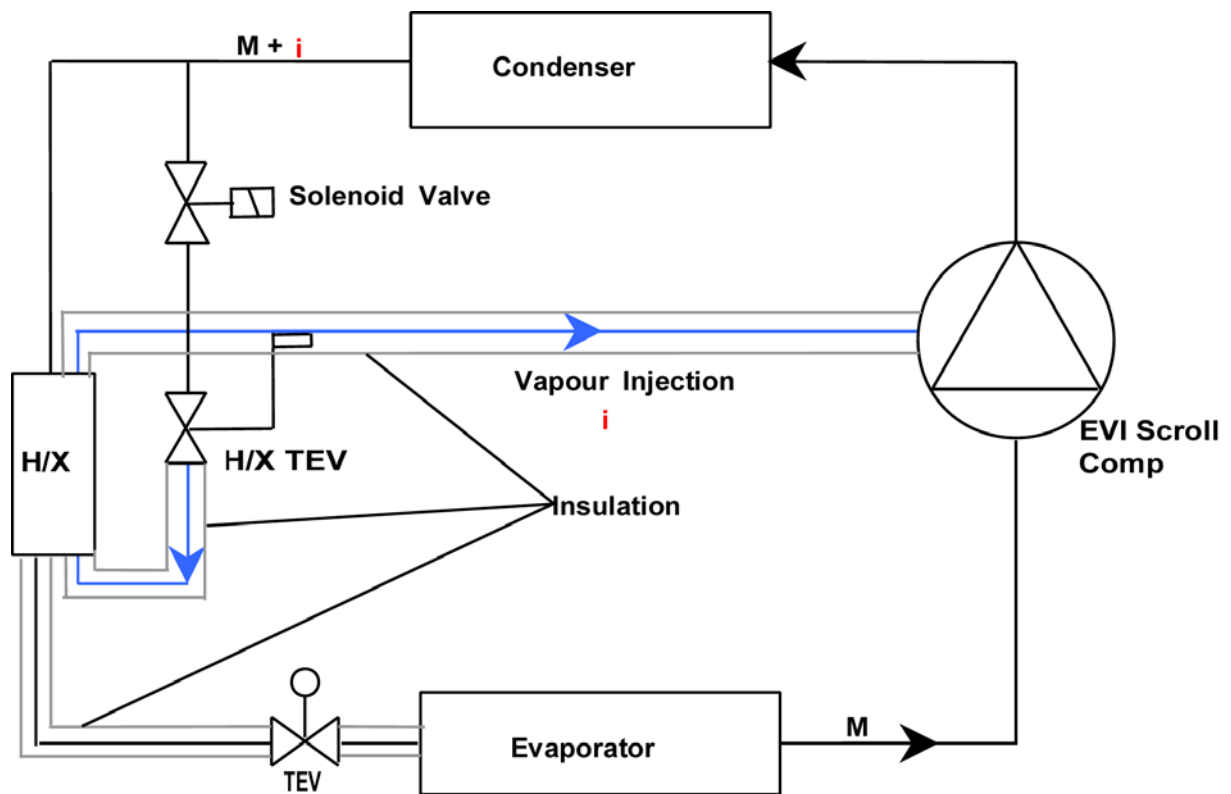 M + i
Condenser
Solenoid Valve
Vapour Injection
i
EVI Scroll
Comp
H/X
H/X TEV
Insulation
M
Evaporator
TEV